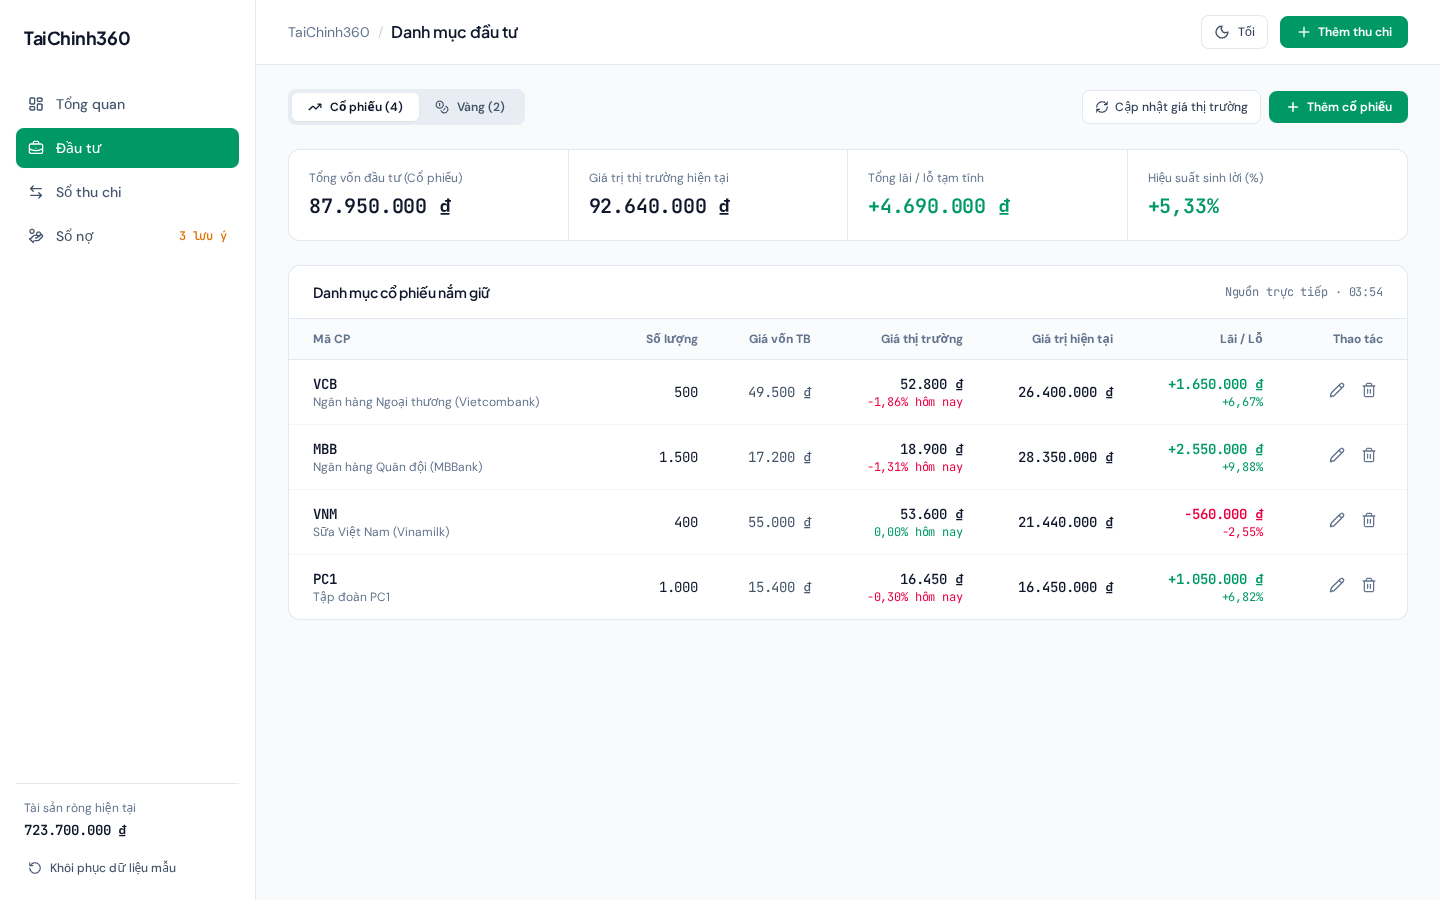 TaiChinh360
Tổng quan
Đầu tư
Sổ thu chi
Sổ nợ
3 lưu ý
Tài sản ròng hiện tại
723.700.000 ₫
Khôi phục dữ liệu mẫu
TaiChinh360 / Danh mục đầu tư
Tối
Thêm thu chi
Cổ phiếu (4)
Vàng (2)
Cập nhật giá thị trường
Thêm cổ phiếu
Tổng vốn đầu tư (Cổ phiếu)
87.950.000 ₫
Giá trị thị trường hiện tại
92.640.000 ₫
Tổng lãi / lỗ tạm tính
+4.690.000 ₫
Hiệu suất sinh lời (%)
+5,33%
Danh mục cổ phiếu nắm giữ
Nguồn trực tiếp · 03:54
Mã CP Số lượng Giá vốn TB Giá thị trường Giá trị hiện tại Lãi / Lỗ Thao tác
VCB
Ngân hàng Ngoại thương (Vietcombank)
500
49.500 ₫
52.800 ₫
-1,86% hôm nay
26.400.000 ₫
+1.650.000 ₫
+6,67%
MBB
Ngân hàng Quân đội (MBBank)
1.500
17.200 ₫
18.900 ₫
-1,31% hôm nay
28.350.000 ₫
+2.550.000 ₫
+9,88%
VNM
Sữa Việt Nam (Vinamilk)
400
55.000 ₫
53.600 ₫
0,00% hôm nay
21.440.000 ₫
-560.000 ₫
-2,55%
PC1
Tập đoàn PC1
1.000
15.400 ₫
16.450 ₫
-0,30% hôm nay
16.450.000 ₫
+1.050.000 ₫
+6,82%